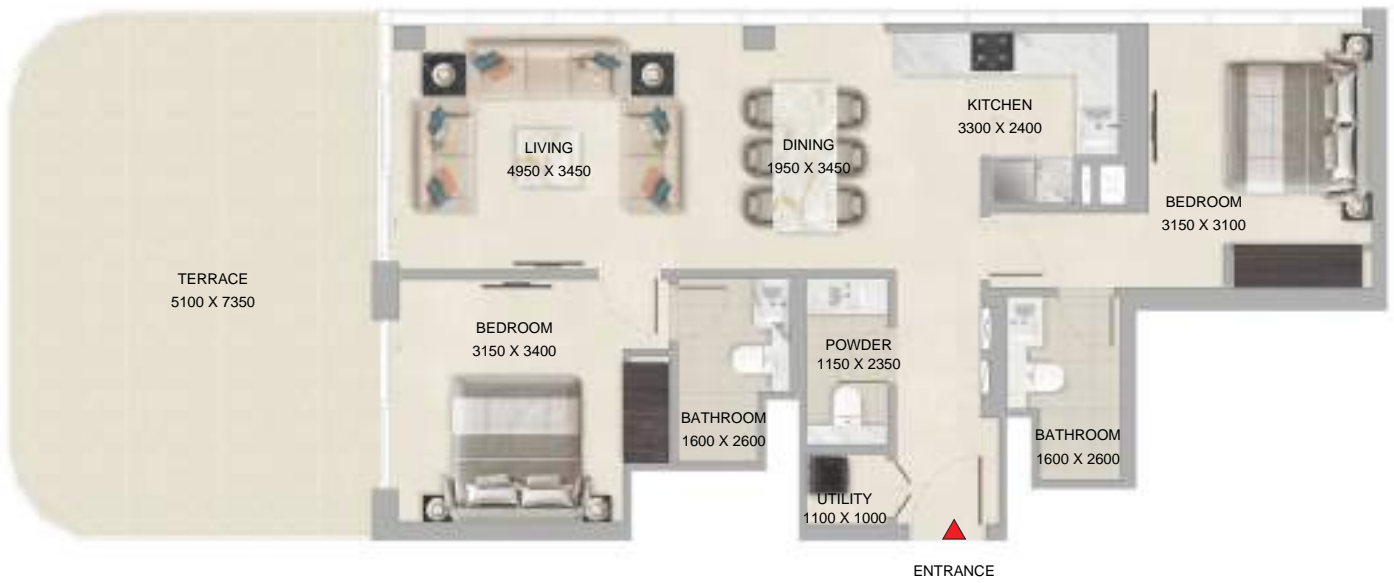 KITCHEN
3300 X 2400
LIVING
4950 X 3450
DINING
1950 X 3450
BEDROOM
3150 X 3100
TERRACE
5100 X 7350
BEDROOM
3150 X 3400
POWDER
1150 X 2350
BATHROOM
1600 X 2600
BATHROOM
1600 X 2600
UTILITY
1100 X 1000
ENTRANCE